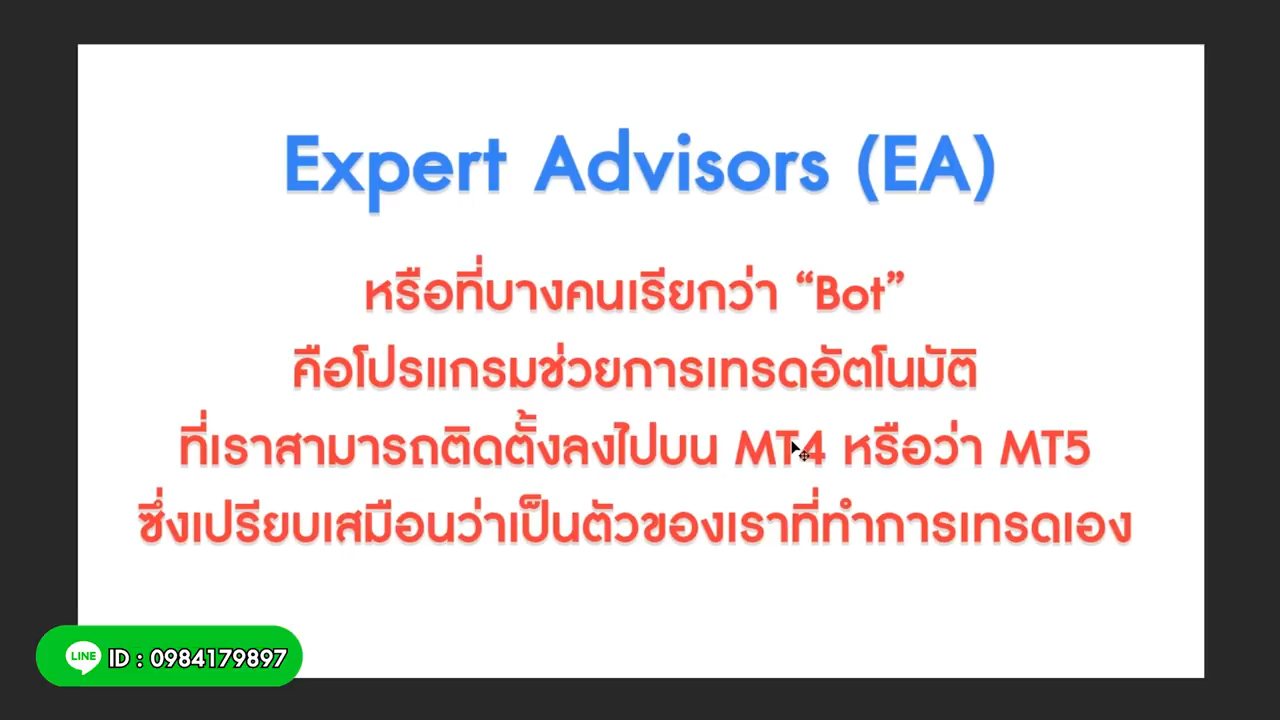 Expert Advisors (EA)
หรือที่บางคนเรียกว่า “Bot”
คือโปรแกรมช่วยการเทรดอัตโนมัติ
ที่เราสามารถติดตั้งลงไปบน MT4 หรือว่า MT5
ซึ่งเปรียบเสมือนว่าเป็นตัวของเราที่ทำการเทรดเอง
LINE ID : 0984179897